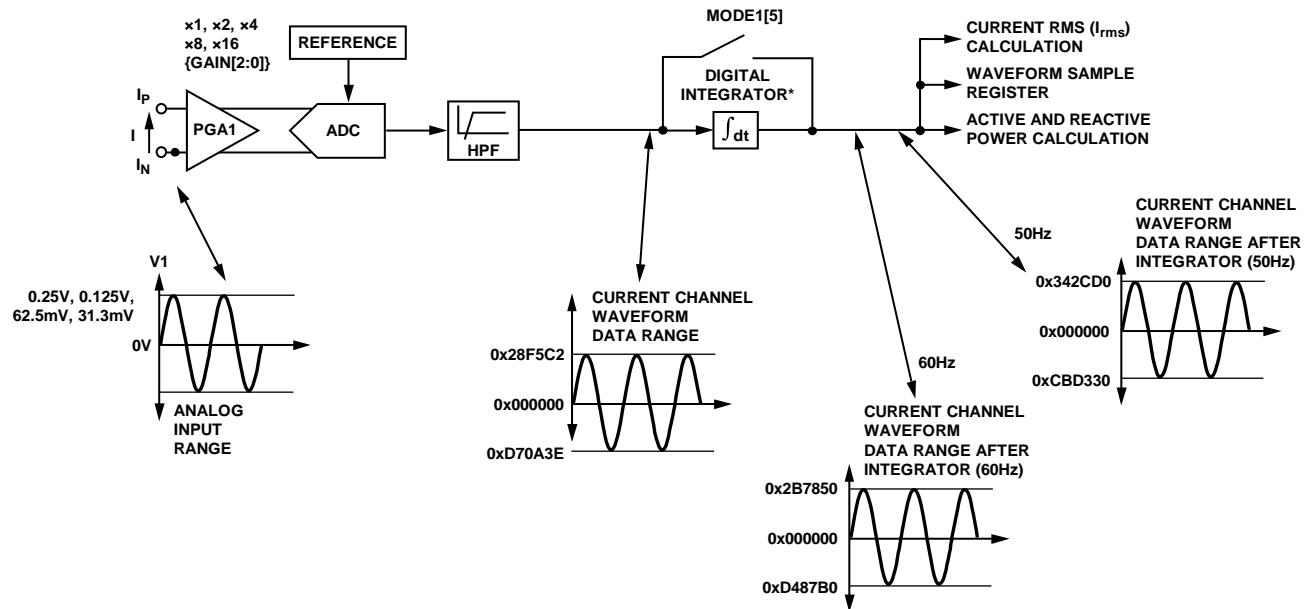 ×1, ×2, ×4
×8, ×16
{GAIN[2:0]}
REFERENCE
MODE1[5]
CURRENT RMS (Irms)
CALCULATION
DIGITAL
INTEGRATOR*
WAVEFORM SAMPLE
REGISTER
IP
I
IN
PGA1
ADC
HPF
∫dt
ACTIVE AND REACTIVE
POWER CALCULATION
V1
0.25V, 0.125V,
62.5mV, 31.3mV
0V
ANALOG
INPUT
RANGE
CURRENT CHANNEL
WAVEFORM
DATA RANGE
0x28F5C2
0x000000
0xD70A3E
60Hz
CURRENT CHANNEL
WAVEFORM
DATA RANGE AFTER
INTEGRATOR (60Hz)
0x2B7850
0x000000
0xD487B0
50Hz
CURRENT CHANNEL
WAVEFORM
DATA RANGE AFTER
INTEGRATOR (50Hz)
0x342CD0
0x000000
0xCBD330